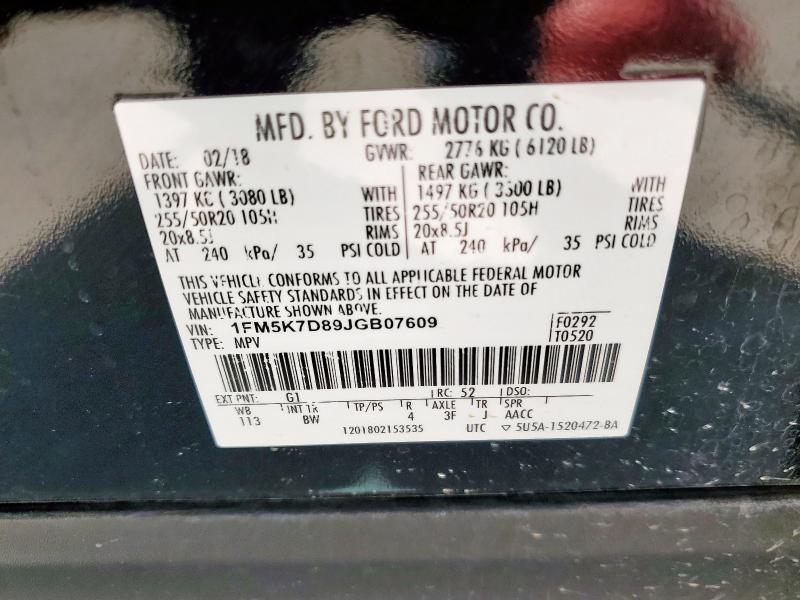 MFD. BY FORD MOTOR CO.
DATE: 02/18 GVWR: 2776 KG ( 6120 LB)
FRONT GAWR: REAR GAWR:
1397 KG ( 3080 LB) WITH 1497 KG ( 3300 LB) WITH
255/50R20 105H TIRES 255/50R20 105H TIRES
20x8.5J RIMS 20x8.5J RIMS
AT 240 kPa/ 35 PSI COLD AT 240 kPa/ 35 PSI COLD
THIS VEHICLE CONFORMS TO ALL APPLICABLE FEDERAL MOTOR
VEHICLE SAFETY STANDARDS IN EFFECT ON THE DATE OF
MANUFACTURE SHOWN ABOVE.
VIN: 1FM5K7D89JGB07609 F0292
TYPE: MPV T0520
EXT PNT: G1 RC: 52 DSO:
WB INT TR TP/PS R AXLE TR SPR
113 BW 4 3F J AACC
1201802153535 UTC ▽ 5U5A-1520472-BA